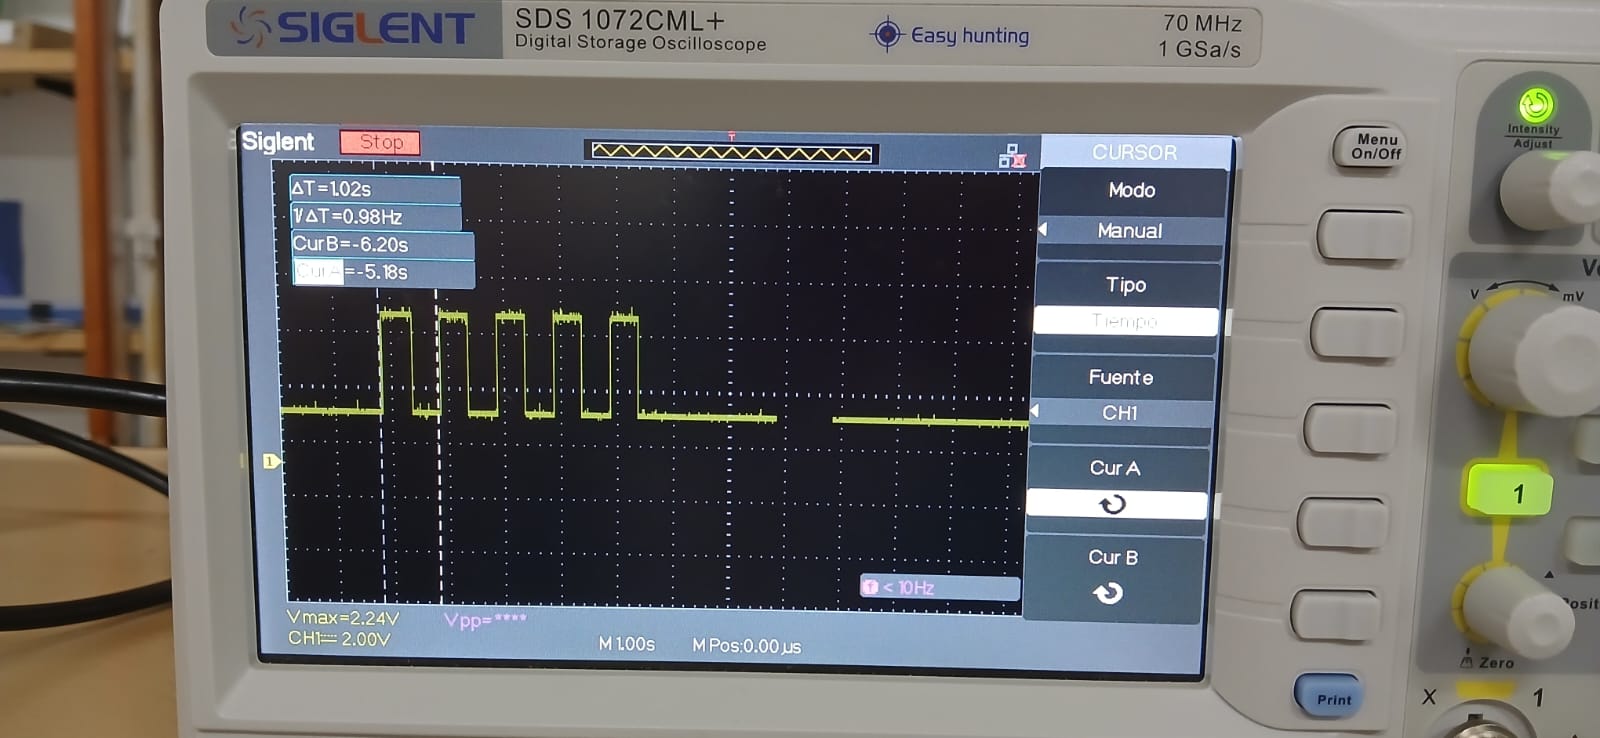 SIGLENT
SDS 1072CML+
Digital Storage Oscilloscope
Easy hunting
70 MHz
1 GSa/s
Siglent
Stop
T
CURSOR
ΔT=1.02s
1/ΔT=0.98Hz
CurB=-6.20s
CurA=-5.18s
Modo
Manual
Tipo
Tiempo
Fuente
CH1
Cur A
Cur B
1
< 10Hz
Vmax=2.24V
Vpp=****
CH1 2.00V
M 1.00s
M Pos:0.00µs
Menu
On/Off
Print
Intensity
Adjust
V
mV
1
Zero
X
1